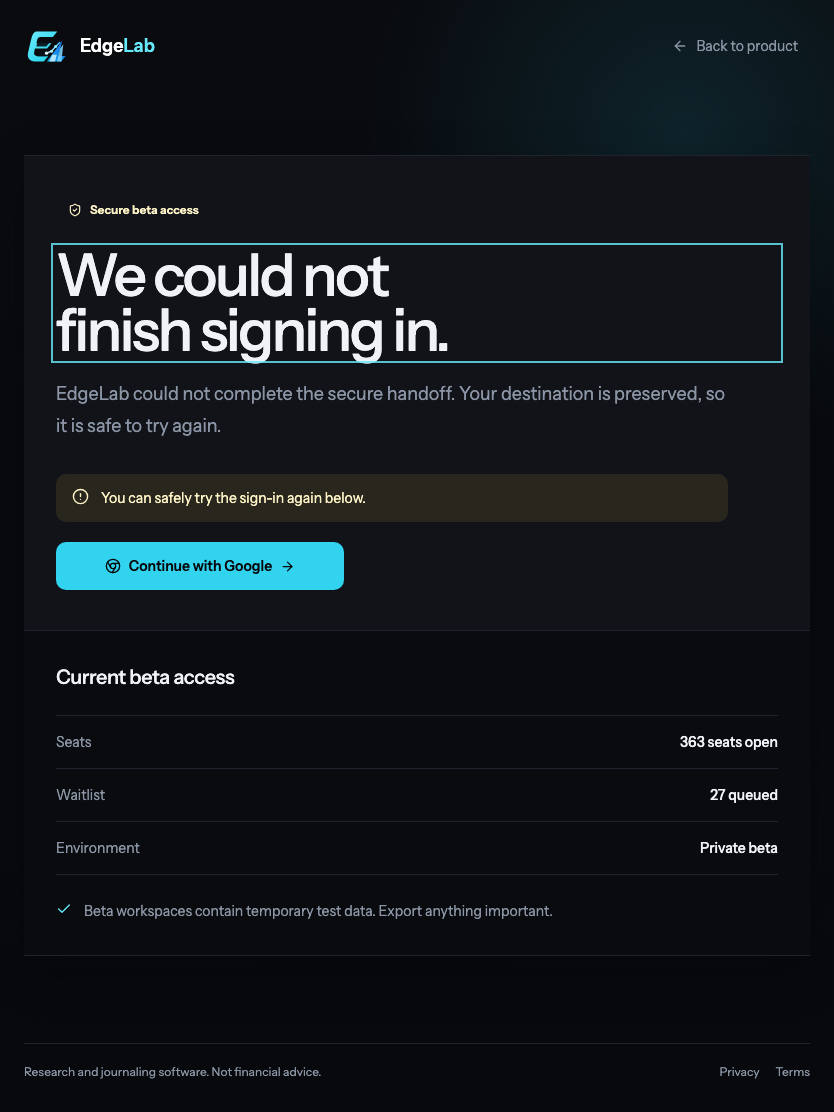 EdgeLab
Back to product
Secure beta access
We could not
finish signing in.
EdgeLab could not complete the secure handoff. Your destination is preserved, so
it is safe to try again.
You can safely try the sign-in again below.
Continue with Google
Current beta access
Seats 363 seats open
Waitlist 27 queued
Environment Private beta
Beta workspaces contain temporary test data. Export anything important.
Research and journaling software. Not financial advice. Privacy Terms